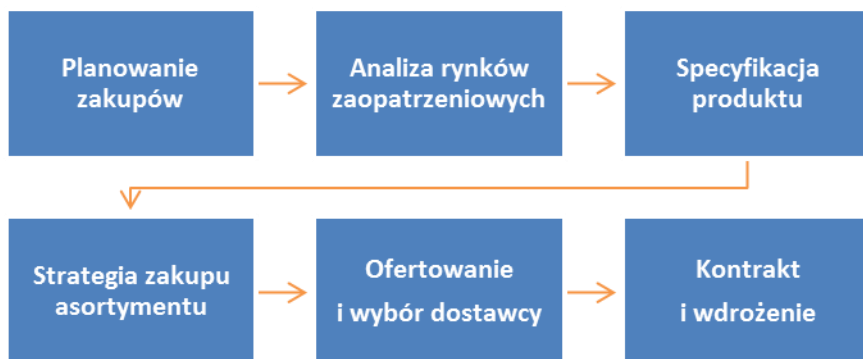 Planowanie
zakupów
Analiza rynków
zaopatrzeniowych
Specyfikacja
produktu
Strategia zakupu
asortymentu
Ofertowanie
i wybór dostawcy
Kontrakt
i wdrożenie